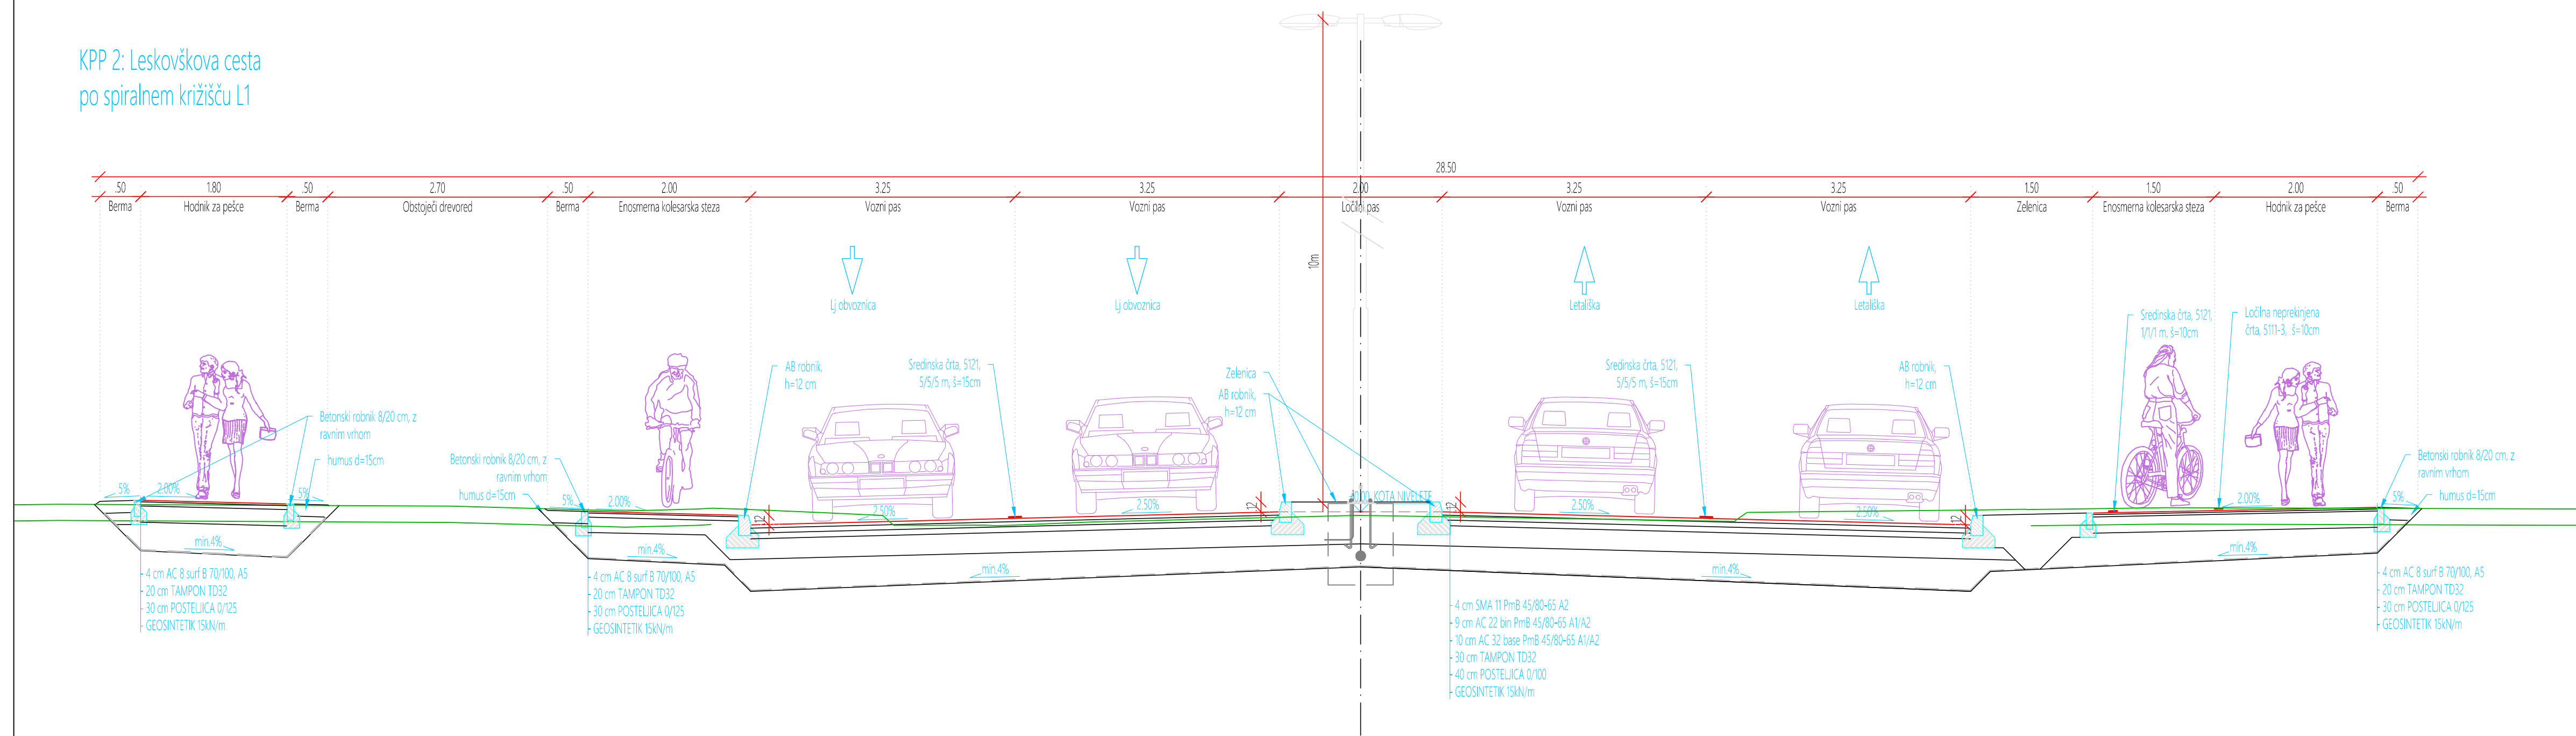 KPP 2: Leskovškova cesta
po spiralnem križišču L1
28.50
.50
1.80
.50
2.70
.50
2.00
3.25
3.25
2.00
3.25
3.25
1.50
1.50
2.00
.50
Berma
Hodnik za pešce
Berma
Obstoječi drevored
Berma
Enosmerna kolesarska steza
Vozni pas
Vozni pas
Ločilni pas
Vozni pas
Vozni pas
Zelenica
Enosmerna kolesarska steza
Hodnik za pešce
Berma
10m
Lj obvoznica
Lj obvoznica
Letališka
Letališka
Betonski robnik 8/20 cm, z
ravnim vrhom
humus d=15cm
Betonski robnik 8/20 cm, z
ravnim vrhom
humus d=15cm
AB robnik,
h=12 cm
Sredinska črta, 5121,
5/5/5 m, š=15cm
Zelenica
AB robnik,
h=12 cm
Sredinska črta, 5121,
5/5/5 m, š=15cm
AB robnik,
h=12 cm
Sredinska črta, 5121,
1/1/1 m, š=10cm
Ločilna neprekinjena
črta, 5111-3, š=10cm
Betonski robnik 8/20 cm, z
ravnim vrhom
humus d=15cm
5%
2.00%
5%
5%
2.00%
12
2.50%
2.50%
12
KOTA NIVELETE
12
2.50%
2.50%
12
2.00%
5%
min.4%
min.4%
min.4%
min.4%
min.4%
4 cm AC 8 surf B 70/100, A5
20 cm TAMPON TD32
30 cm POSTELJICA 0/125
GEOSINTETIK 15kN/m
4 cm AC 8 surf B 70/100, A5
20 cm TAMPON TD32
30 cm POSTELJICA 0/125
GEOSINTETIK 15kN/m
4 cm SMA 11 PmB 45/80-65 A2
9 cm AC 22 bin PmB 45/80-65 A1/A2
10 cm AC 32 base PmB 45/80-65 A1/A2
30 cm TAMPON TD32
40 cm POSTELJICA 0/100
GEOSINTETIK 15kN/m
4 cm AC 8 surf B 70/100, A5
20 cm TAMPON TD32
30 cm POSTELJICA 0/125
GEOSINTETIK 15kN/m